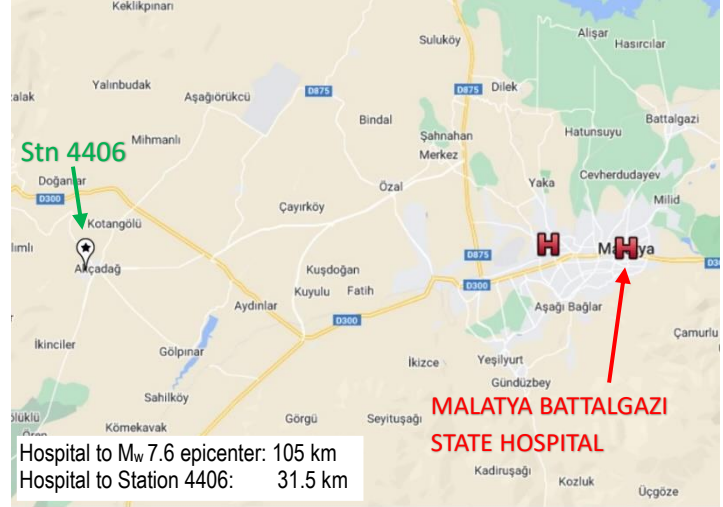 Keklikpınarı
Suluköy
Alişar
Hasırcılar
Yalınbudak
Aşağıörükcü
D875
D875
Dilek
Bindal
Battalgazi
Stn 4406
Mihmanlı
Şahnahan
Merkez
Hatunsuyu
Doğanlar
D300
Özal
Yaka
Cevherdudayev
Milid
Çayırköy
Kotangölü
H
H
D875
Akçadağ
Kuşdoğan
Kuyulu
Fatih
D300
Aydınlar
D300
Aşağı Bağlar
İkinciler
Gölpınar
İkizce
Yeşilyurt
Çamurlu
Gündüzbey
Sahilköy
MALATYA BATTALGAZI
STATE HOSPITAL
Kömekavak
Görgü
Seyituşağı
Hospital to Mw 7.6 epicenter: 105 km
Hospital to Station 4406: 31.5 km
Kadiruşağı
Kozluk
Üçgöze